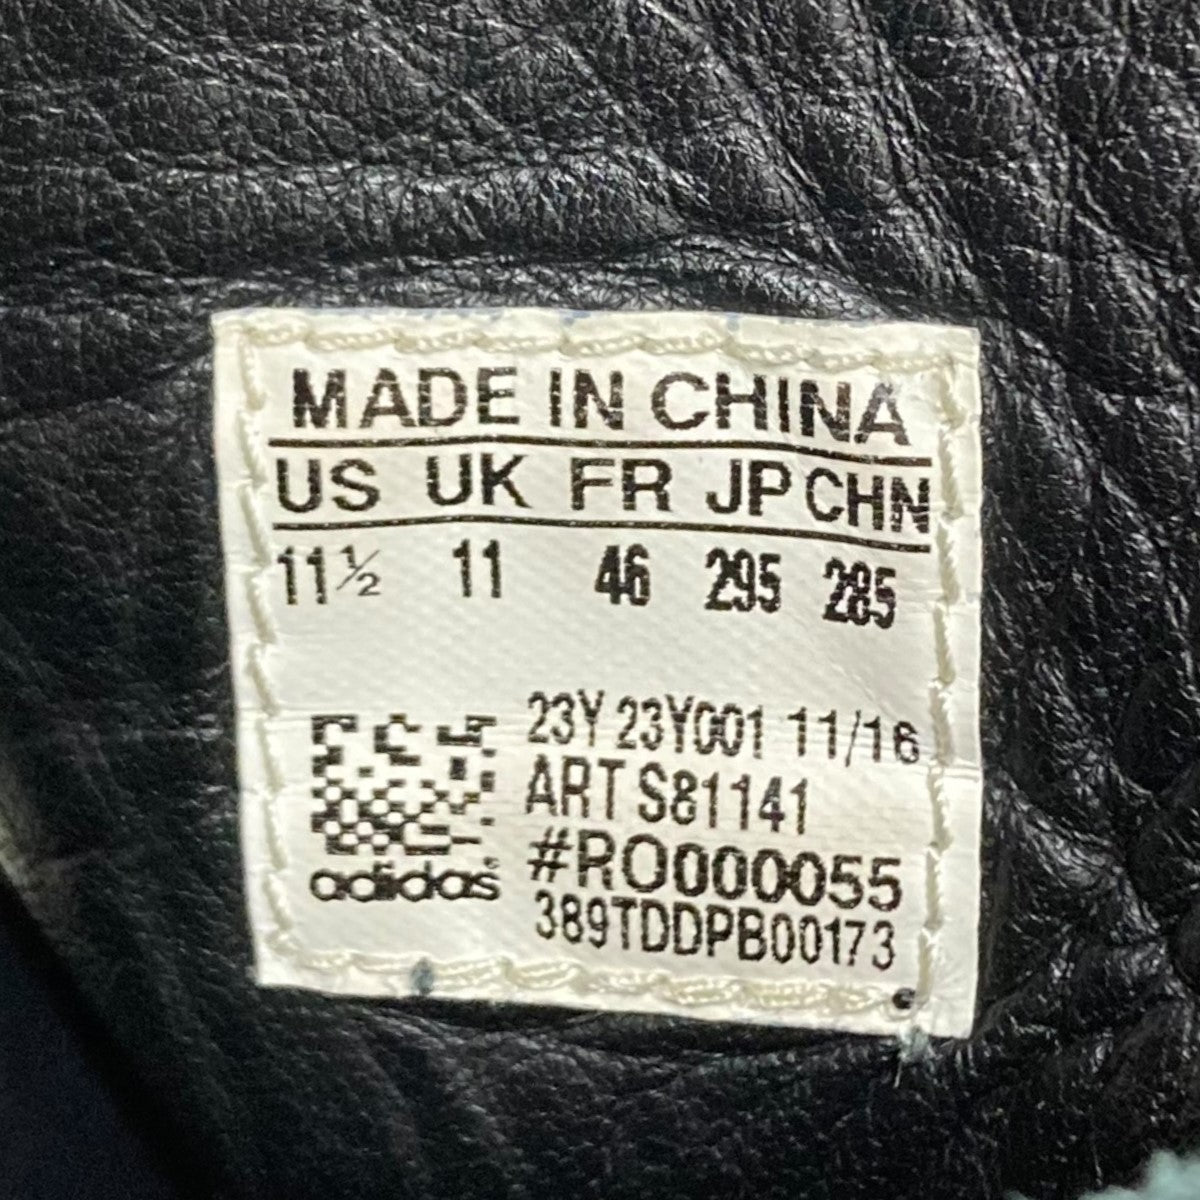 MADE IN CHINA
US UK FR JP CHN
11½ 11 46 295 285
23Y 23Y001 11/16
ART S81141
#RO000055
389TDDPB00173
adidas